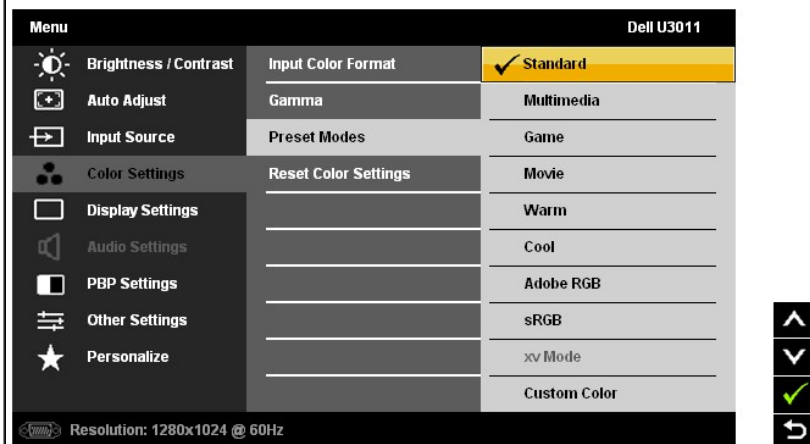 Menu
Dell U3011
Brightness / Contrast
Auto Adjust
Input Source
Color Settings
Display Settings
Audio Settings
PBP Settings
Other Settings
Personalize
Input Color Format
Gamma
Preset Modes
Reset Color Settings
Standard
Multimedia
Game
Movie
Warm
Cool
Adobe RGB
sRGB
xv Mode
Custom Color
Resolution: 1280x1024 @ 60Hz